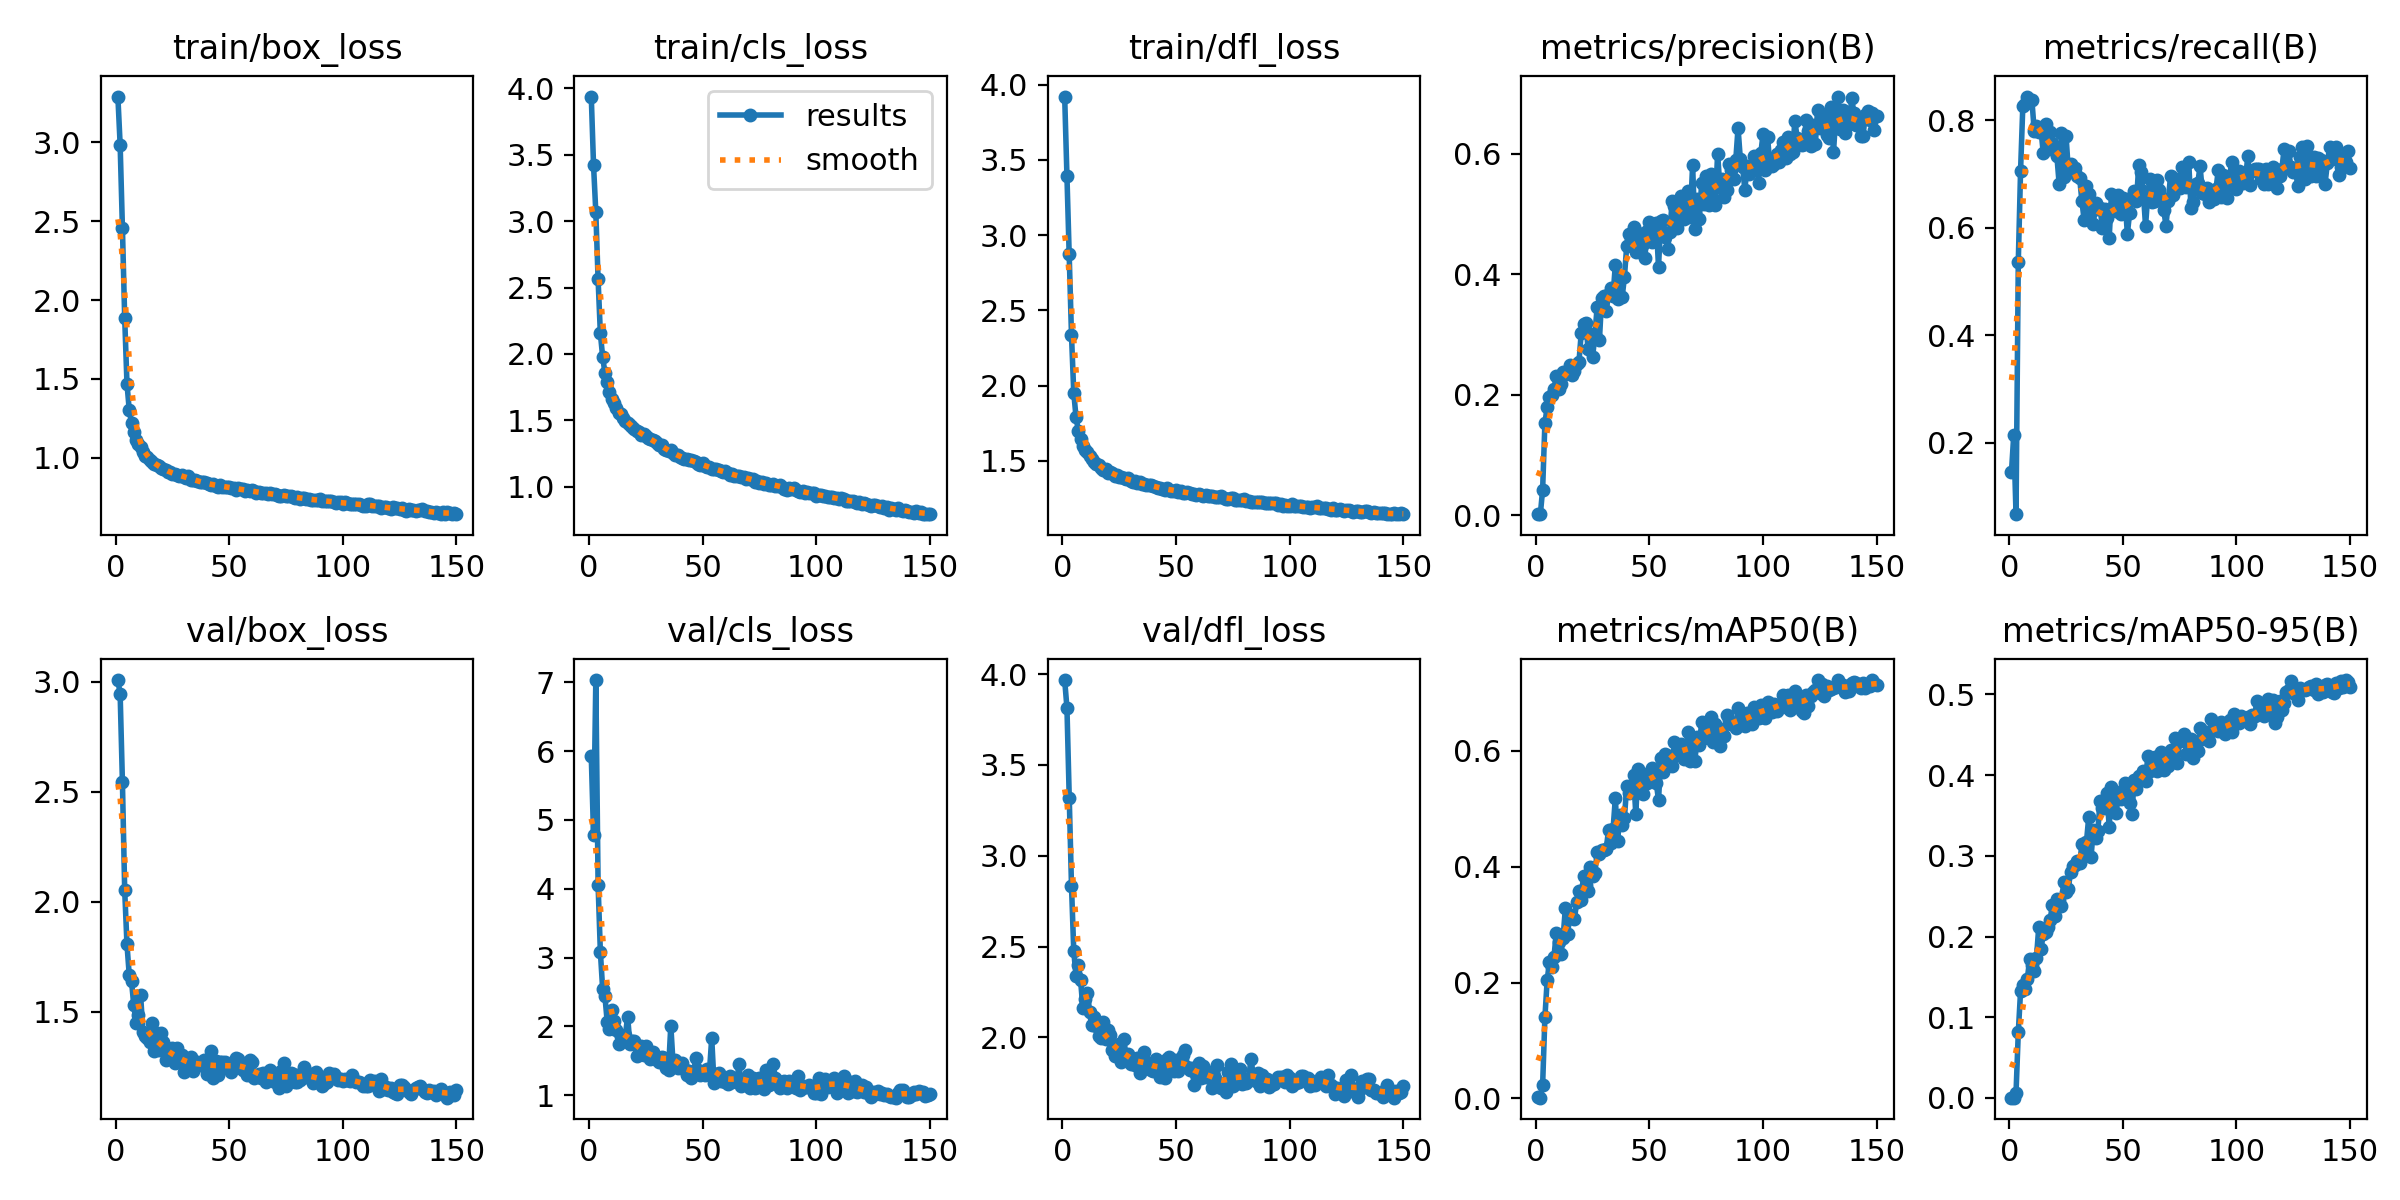 train/box_loss
3.0
2.5
2.0
1.5
1.0
0 50 100 150
train/cls_loss
results
smooth
4.0
3.5
3.0
2.5
2.0
1.5
1.0
0 50 100 150
train/dfl_loss
4.0
3.5
3.0
2.5
2.0
1.5
0 50 100 150
metrics/precision(B)
0.6
0.4
0.2
0.0
0 50 100 150
metrics/recall(B)
0.8
0.6
0.4
0.2
0 50 100 150
val/box_loss
3.0
2.5
2.0
1.5
0 50 100 150
val/cls_loss
7
6
5
4
3
2
1
0 50 100 150
val/dfl_loss
4.0
3.5
3.0
2.5
2.0
0 50 100 150
metrics/mAP50(B)
0.6
0.4
0.2
0.0
0 50 100 150
metrics/mAP50-95(B)
0.5
0.4
0.3
0.2
0.1
0.0
0 50 100 150